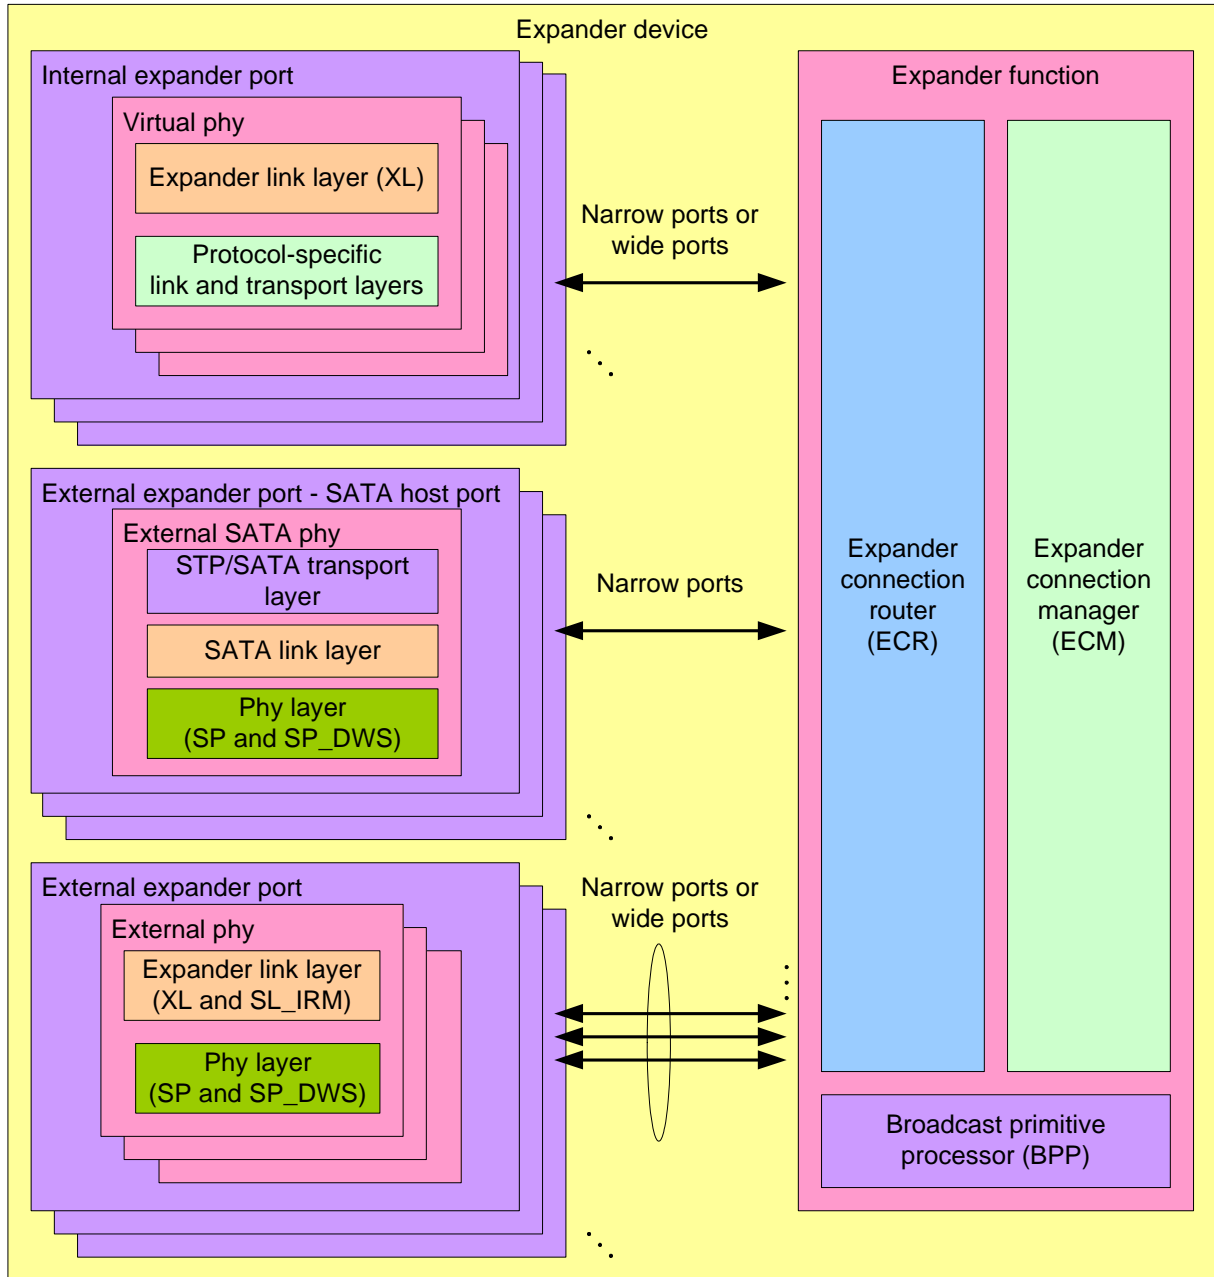 Expander device
Internal expander port
Virtual phy
Expander link layer (XL)
Protocol-specific
link and transport layers
Narrow ports or
wide ports
External expander port - SATA host port
External SATA phy
STP/SATA transport
layer
SATA link layer
Phy layer
(SP and SP_DWS)
Narrow ports
External expander port
External phy
Expander link layer
(XL and SL_IRM)
Phy layer
(SP and SP_DWS)
Narrow ports or
wide ports
Expander function
Expander
connection
router
(ECR)
Expander
connection
manager
(ECM)
Broadcast primitive
processor (BPP)